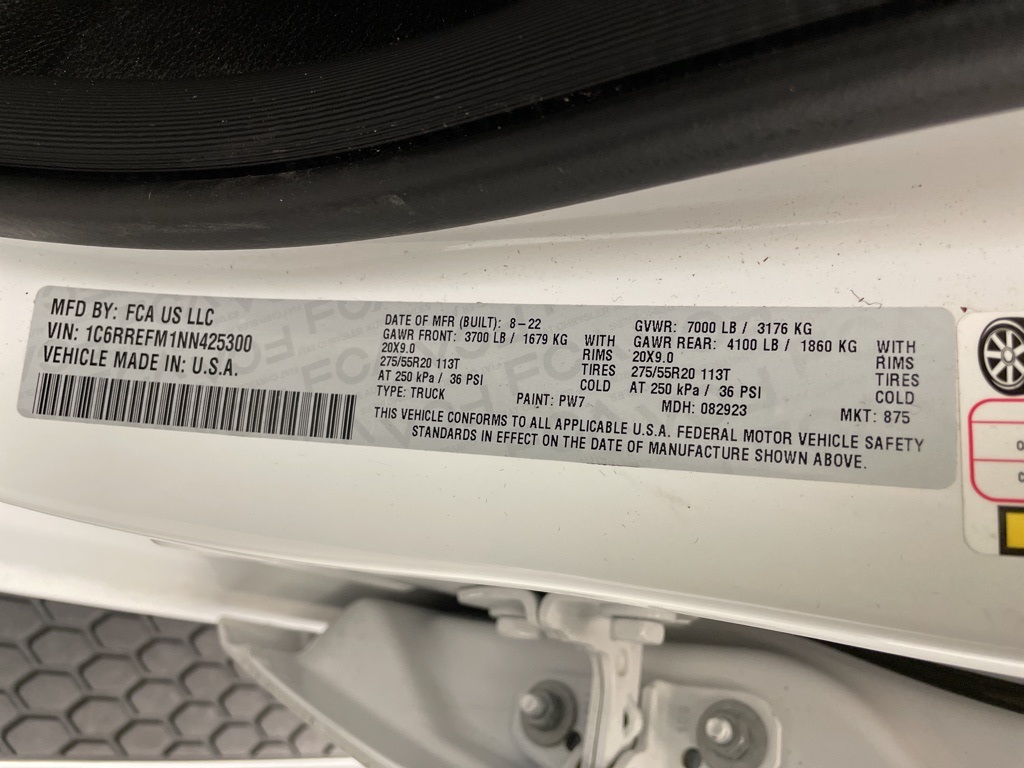 MFD BY: FCA US LLC
VIN: 1C6RREFM1NN425300
VEHICLE MADE IN: U.S.A.
DATE OF MFR (BUILT): 8-22
GAWR FRONT: 3700 LB / 1679 KG WITH
20X9.0 RIMS
275/55R20 113T TIRES
AT 250 kPa / 36 PSI COLD
TYPE: TRUCK PAINT: PW7
GVWR: 7000 LB / 3176 KG
GAWR REAR: 4100 LB / 1860 KG WITH
20X9.0 RIMS
275/55R20 113T TIRES
AT 250 kPa / 36 PSI COLD
MDH: 082923 MKT: 875
THIS VEHICLE CONFORMS TO ALL APPLICABLE U.S.A. FEDERAL MOTOR VEHICLE SAFETY
STANDARDS IN EFFECT ON THE DATE OF MANUFACTURE SHOWN ABOVE.